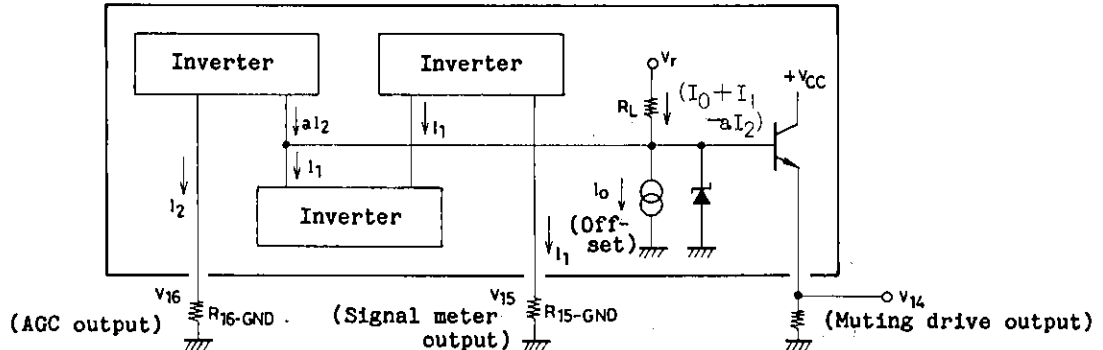 Inverter
Inverter
Vr
+VCC
RL
(I0+I1
-aI2)
aI2
I1
I1
I2
Inverter
I0
(Off-
set)
I1
V16
R16-GND
(AGC output)
V15
R15-GND
(Signal meter
output)
V14
(Muting drive output)